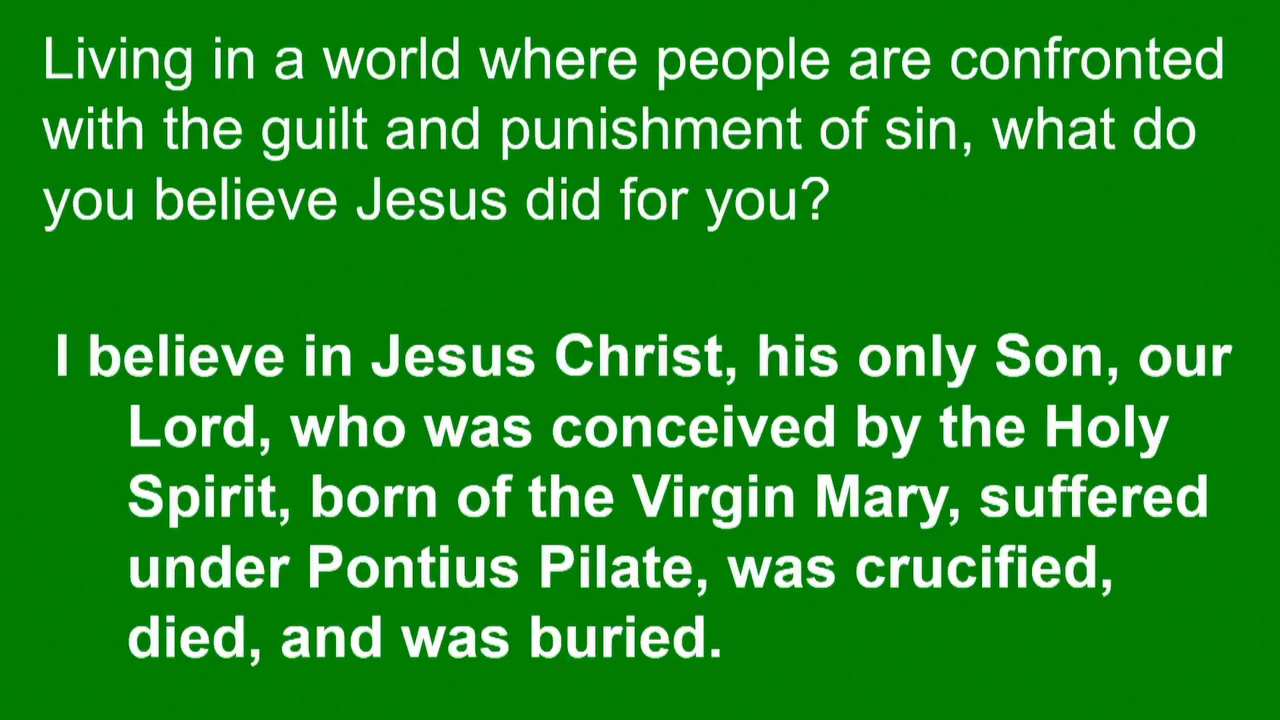 Living in a world where people are confronted
with the guilt and punishment of sin, what do
you believe Jesus did for you?
I believe in Jesus Christ, his only Son, our
Lord, who was conceived by the Holy
Spirit, born of the Virgin Mary, suffered
under Pontius Pilate, was crucified,
died, and was buried.